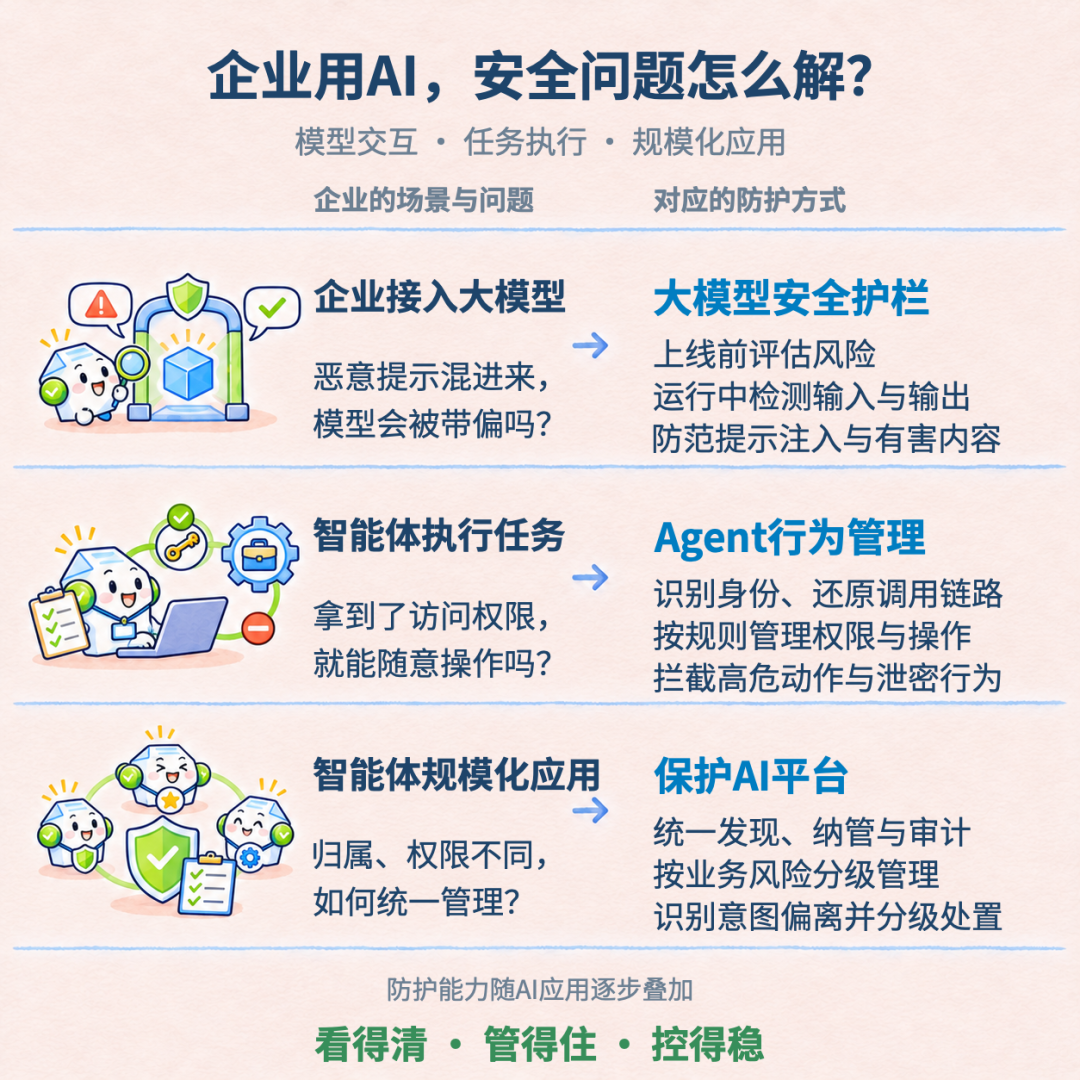 企业用AI，安全问题怎么解？
模型交互 · 任务执行 · 规模化应用
企业的场景与问题
对应的防护方式
企业接入大模型
恶意提示混进来，
模型会被带偏吗？
大模型安全护栏
上线前评估风险
运行中检测输入与输出
防范提示注入与有害内容
智能体执行任务
拿到了访问权限，
就能随意操作吗？
Agent行为管理
识别身份、还原调用链路
按规则管理权限与操作
拦截高危动作与泄密行为
智能体规模化应用
归属、权限不同，
如何统一管理？
保护AI平台
统一发现、纳管与审计
按业务风险分级管理
识别意图偏离并分级处置
防护能力随AI应用逐步叠加
看得清 · 管得住 · 控得稳